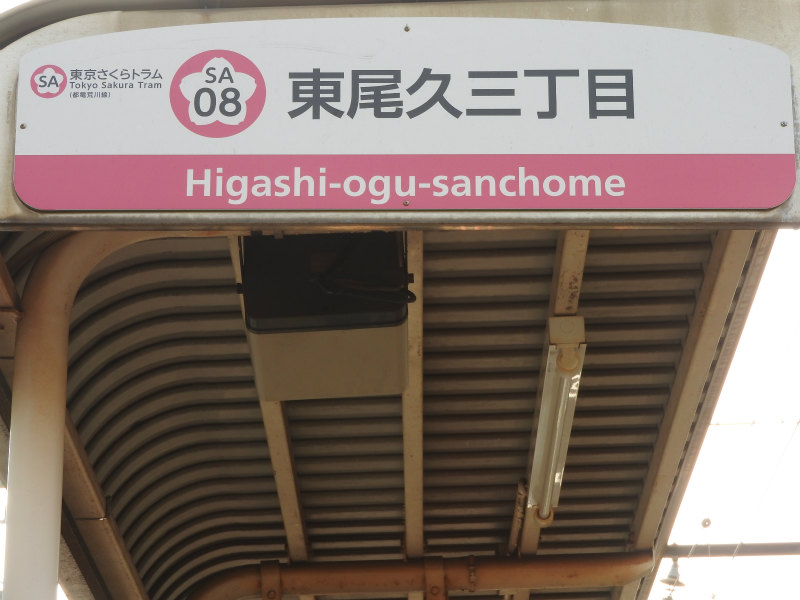 SA
東京さくらトラム
Tokyo Sakura Tram
(都電荒川線)
SA
08
東尾久三丁目
Higashi-ogu-sanchome